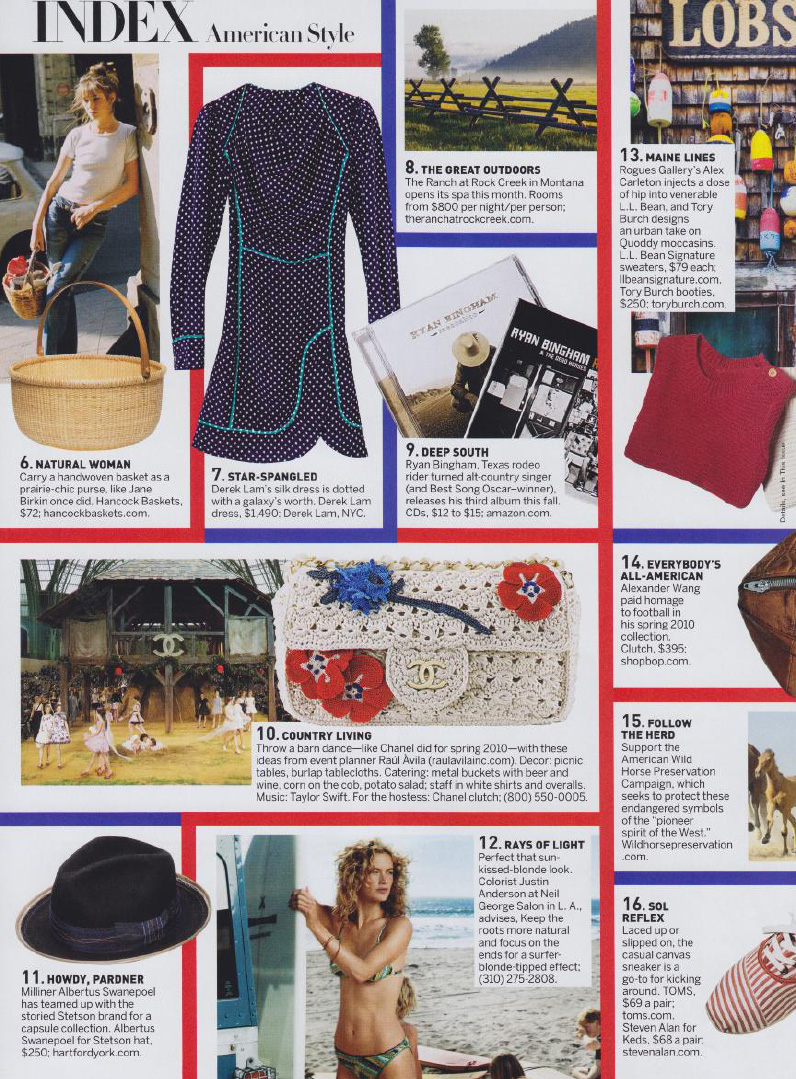 INDEX American Style
6. NATURAL WOMAN
Carry a handwoven basket as a
prairie-chic purse, like Jane
Birkin once did. Hancock Baskets,
$72; hancockbaskets.com.
7. STAR-SPANGLED
Derek Lam's silk dress is dotted
with a galaxy's worth. Derek Lam
dress, $1,490; Derek Lam, NYC.
8. THE GREAT OUTDOORS
The Ranch at Rock Creek in Montana
opens its spa this month. Rooms
from $800 per night/per person;
theranchatrockcreek.com.
RYAN BINGHAM
mescalito
RYAN BINGHAM
& THE DEAD HORSES
9. DEEP SOUTH
Ryan Bingham, Texas rodeo
rider turned alt-country singer
(and Best Song Oscar–winner),
releases his third album this fall.
CDs, $12 to $15; amazon.com.
LOBS
13. MAINE LINES
Rogues Gallery's Alex
Carleton injects a dose
of hip into venerable
L.L. Bean, and Tory
Burch designs
an urban take on
Quoddy moccasins.
L.L. Bean Signature
sweaters, $79 each;
llbeansignature.com.
Tory Burch booties,
$250; toryburch.com.
Details, see In This Issue
10. COUNTRY LIVING
Throw a barn dance—like Chanel did for spring 2010—with these
ideas from event planner Raúl Àvila (raulavilainc.com). Decor: picnic
tables, burlap tablecloths. Catering: metal buckets with beer and
wine, corn on the cob, potato salad; staff in white shirts and overalls.
Music: Taylor Swift. For the hostess: Chanel clutch; (800) 550-0005.
14. EVERYBODY'S
ALL-AMERICAN
Alexander Wang
paid homage
to football in
his spring 2010
collection.
Clutch, $395;
shopbop.com.
15. FOLLOW
THE HERD
Support the
American Wild
Horse Preservation
Campaign, which
seeks to protect these
endangered symbols
of the "pioneer
spirit of the West."
Wildhorsepreservation
.com.
11. HOWDY, PARDNER
Milliner Albertus Swanepoel
has teamed up with the
storied Stetson brand for a
capsule collection. Albertus
Swanepoel for Stetson hat,
$250; hartfordyork.com.
12. RAYS OF LIGHT
Perfect that sun-
kissed-blonde look.
Colorist Justin
Anderson at Neil
George Salon in L. A.,
advises, Keep the
roots more natural
and focus on the
ends for a surfer-
blonde-tipped effect;
(310) 275-2808.
16. SOL
REFLEX
Laced up or
slipped on, the
casual canvas
sneaker is a
go-to for kicking
around. TOMS,
$69 a pair;
toms.com.
Steven Alan for
Keds, $68 a pair;
stevenalan.com.